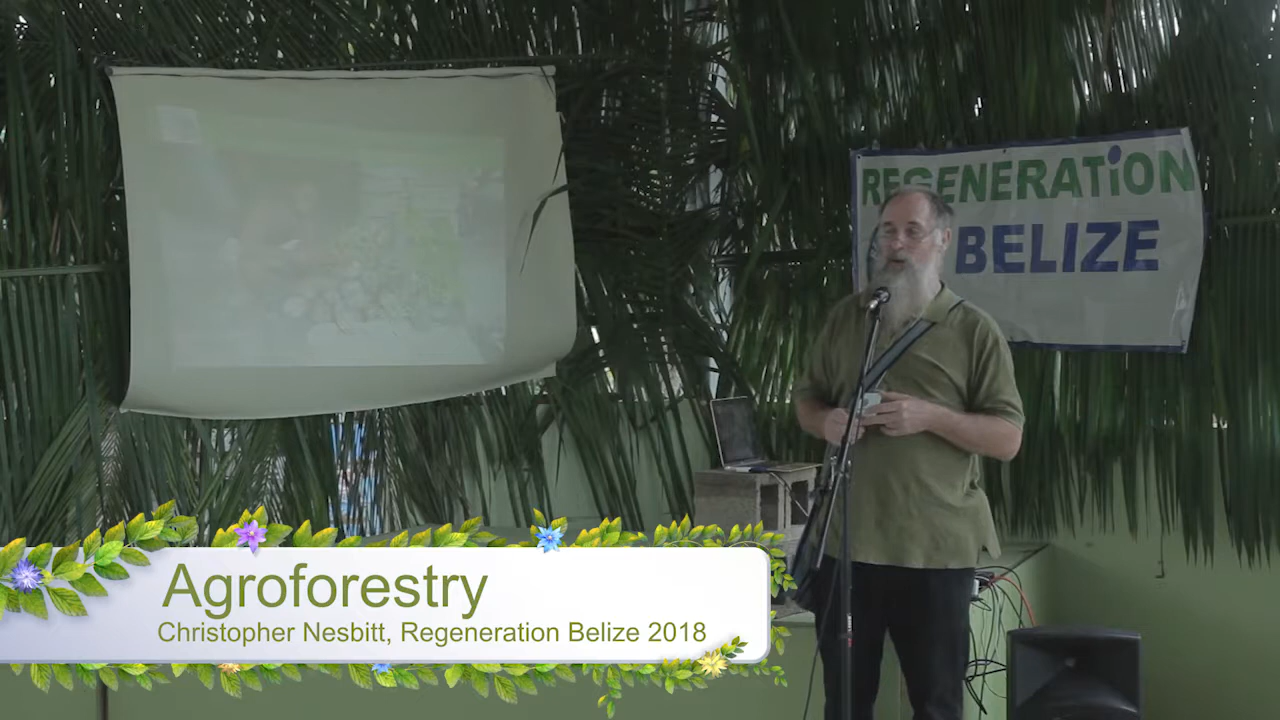 REGENERATION
BELIZE
Agroforestry
Christopher Nesbitt, Regeneration Belize 2018